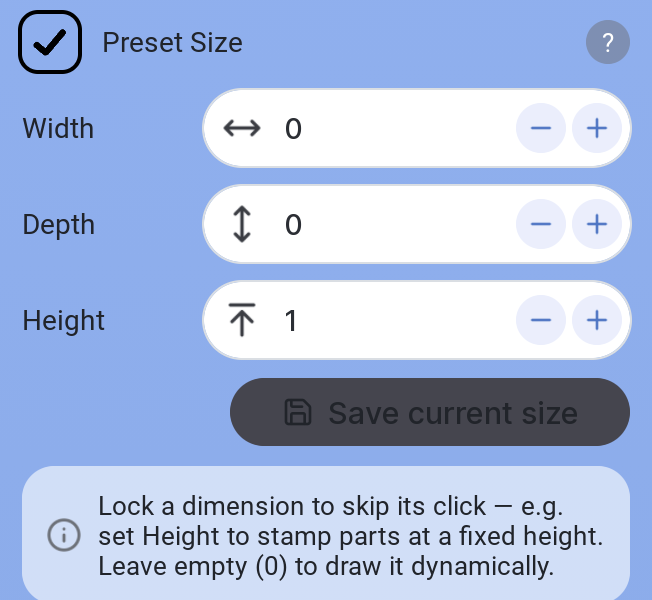 Preset Size
?
Width
0
Depth
0
Height
1
Save current size
Lock a dimension to skip its click — e.g.
set Height to stamp parts at a fixed height.
Leave empty (0) to draw it dynamically.